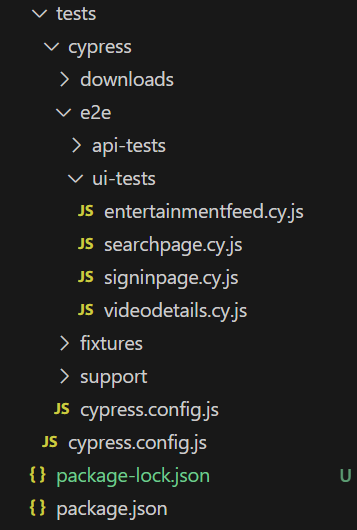 tests
cypress
downloads
e2e
api-tests
ui-tests
JS entertainmentfeed.cy.js
JS searchpage.cy.js
JS signinpage.cy.js
JS videodetails.cy.js
fixtures
support
JS cypress.config.js
JS cypress.config.js
{} package-lock.json U
{} package.json